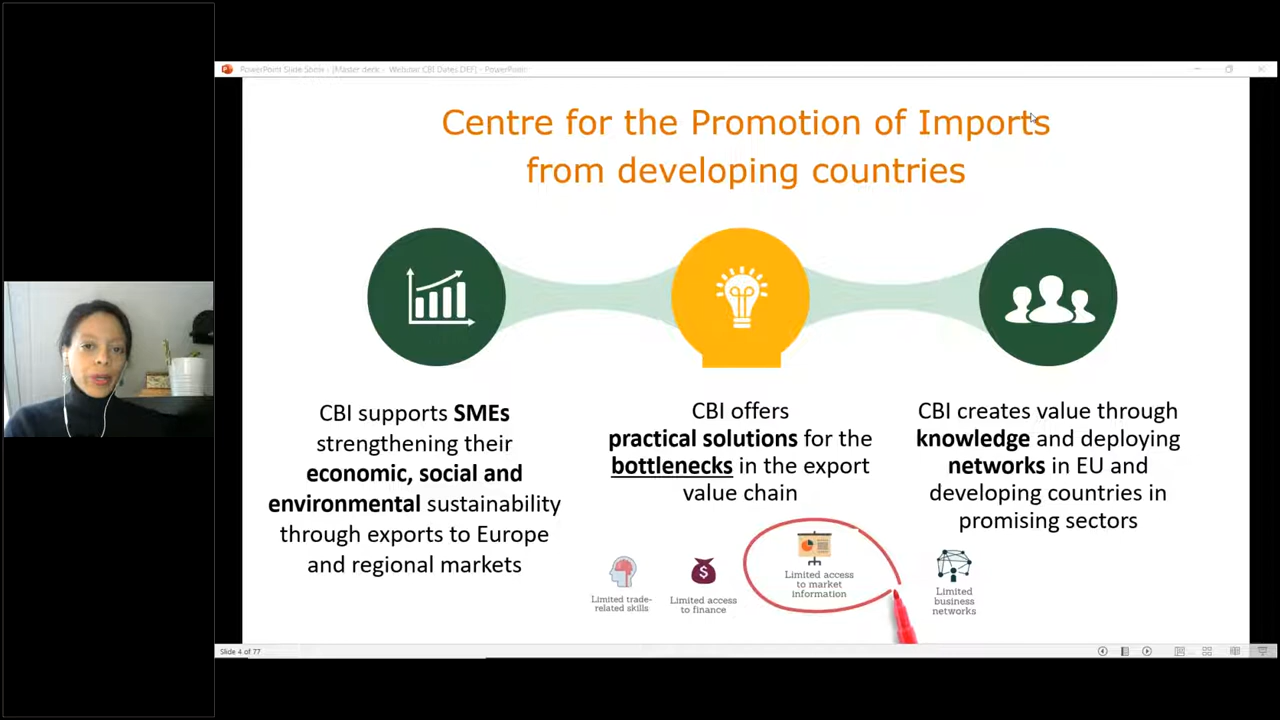 PowerPoint Slide Show - [Master deck - Webinar CBI Dates DEF] - PowerPoint
Centre for the Promotion of Imports
from developing countries
CBI supports SMEs
strengthening their
economic, social and
environmental sustainability
through exports to Europe
and regional markets
CBI offers
practical solutions for the
bottlenecks in the export
value chain
CBI creates value through
knowledge and deploying
networks in EU and
developing countries in
promising sectors
Limited trade-
related skills
Limited access
to finance
Limited access
to market
information
Limited
business
networks
Slide 4 of 77